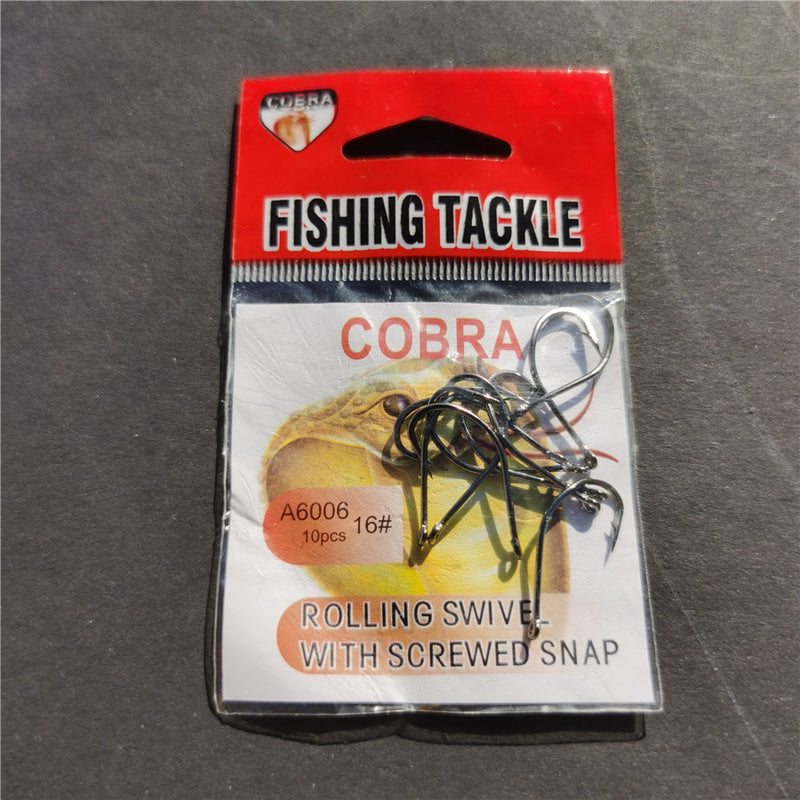 COBRA
FISHING TACKLE
COBRA
A6006
10pcs
16#
ROLLING SWIVEL
WITH SCREWED SNAP